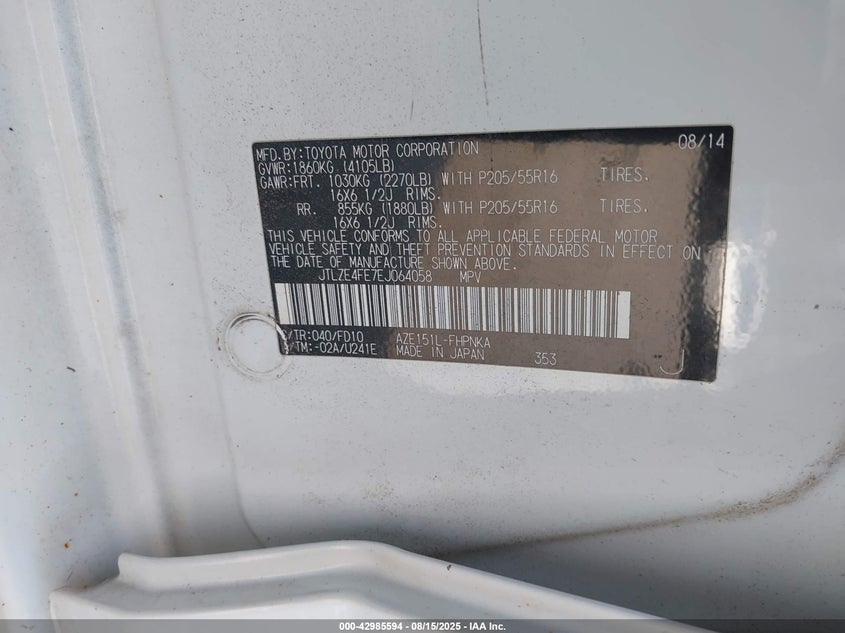 MFD.BY:TOYOTA MOTOR CORPORATION 08/14
GVWR:1860KG (4105LB)
GAWR:FRT. 1030KG (2270LB) WITH P205/55R16 TIRES.
16X6 1/2J RIMS.
RR. 855KG (1880LB) WITH P205/55R16 TIRES.
16X6 1/2J RIMS.
THIS VEHICLE CONFORMS TO ALL APPLICABLE FEDERAL MOTOR
VEHICLE SAFETY AND THEFT PREVENTION STANDARDS IN EFFECT ON
THE DATE OF MANUFACTURE SHOWN ABOVE.
JTLZE4FE7EJ064058 MPV
/TR:040/FD10 AZE151L-FHPNKA
/TM:-02A/U241E MADE IN JAPAN 353 J
000-42985594 - 08/15/2025 - IAA Inc.